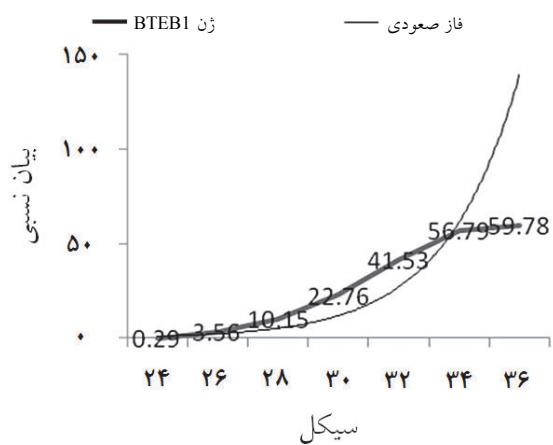 ژن BTEB1
فاز صعودی
۱۵۰
۱۰۰
۵۰
۰
بیان نسبی
0.29
3.56
10.15
22.76
41.53
56.79
59.78
۲۴ ۲۶ ۲۸ ۳۰ ۳۲ ۳۴ ۳۶
سیکل